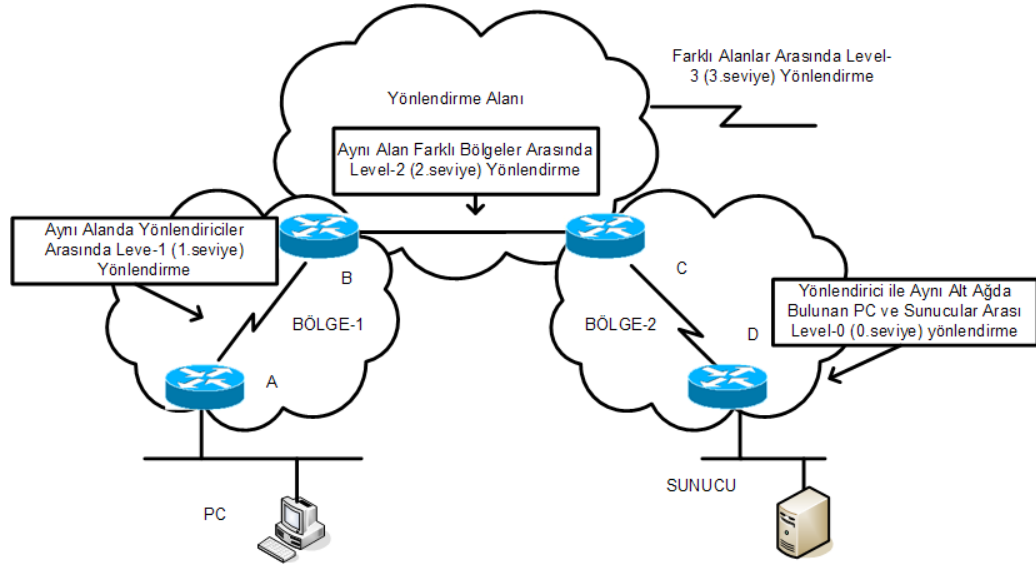 Farklı Alanlar Arasında Level-
3 (3.seviye) Yönlendirme
Yönlendirme Alanı
Aynı Alan Farklı Bölgeler Arasında
Level-2 (2.seviye) Yönlendirme
Aynı Alanda Yönlendiriciler
Arasında Leve-1 (1.seviye)
Yönlendirme
B
C
Yönlendirici ile Aynı Alt Ağda
Bulunan PC ve Sunucular Arası
Level-0 (0.seviye) yönlendirme
BÖLGE-1
BÖLGE-2
D
A
SUNUCU
PC